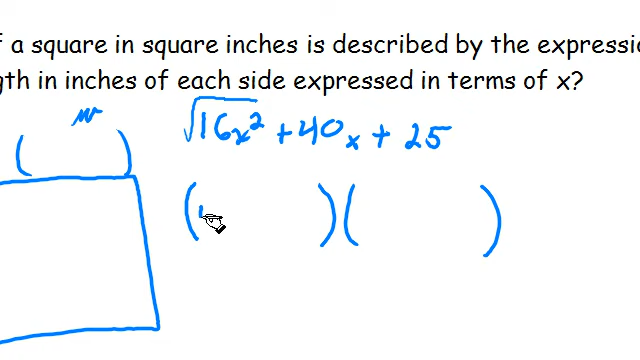 f a square in square inches is described by the expressio
gth in inches of each side expressed in terms of x?
( )
√16x² + 40x + 25
( ) ( )